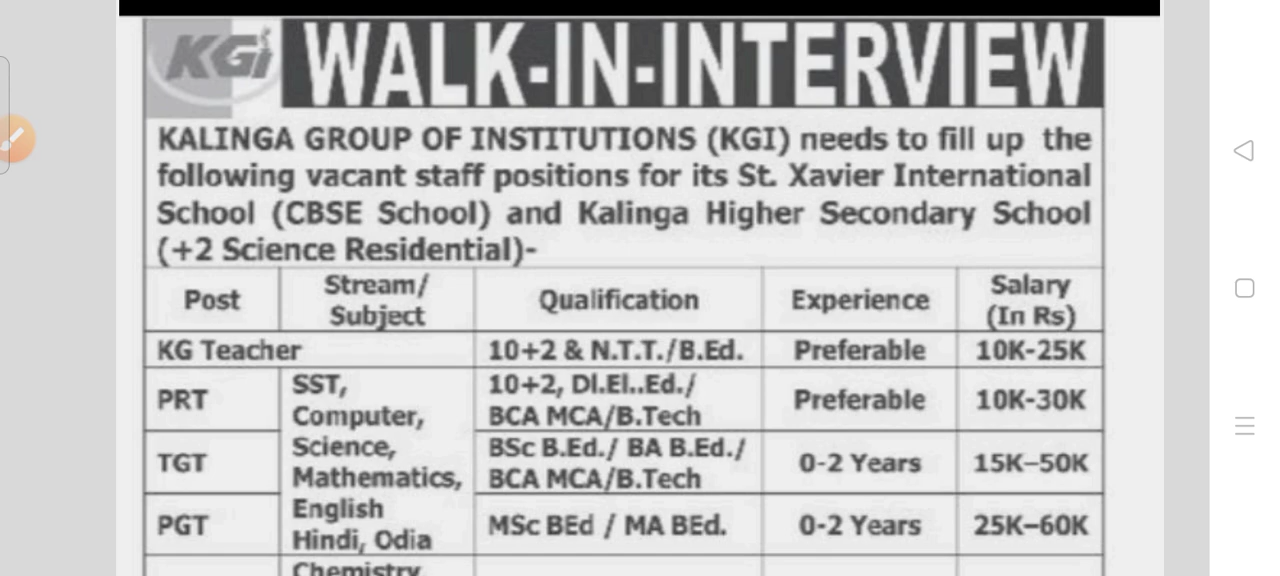 KGi
WALK-IN-INTERVIEW
KALINGA GROUP OF INSTITUTIONS (KGI) needs to fill up the
following vacant staff positions for its St. Xavier International
School (CBSE School) and Kalinga Higher Secondary School
(+2 Science Residential)-
Post
Stream/
Subject
Qualification
Experience
Salary
(In Rs)
KG Teacher
10+2 & N.T.T./B.Ed.
Preferable
10K-25K
PRT
SST,
Computer,
Science,
Mathematics,
English
Hindi, Odia
Chemistry,
10+2, Dl.El..Ed./
BCA MCA/B.Tech
Preferable
10K-30K
TGT
BSc B.Ed./ BA B.Ed./
BCA MCA/B.Tech
0-2 Years
15K–50K
PGT
MSc BEd / MA BEd.
0-2 Years
25K–60K